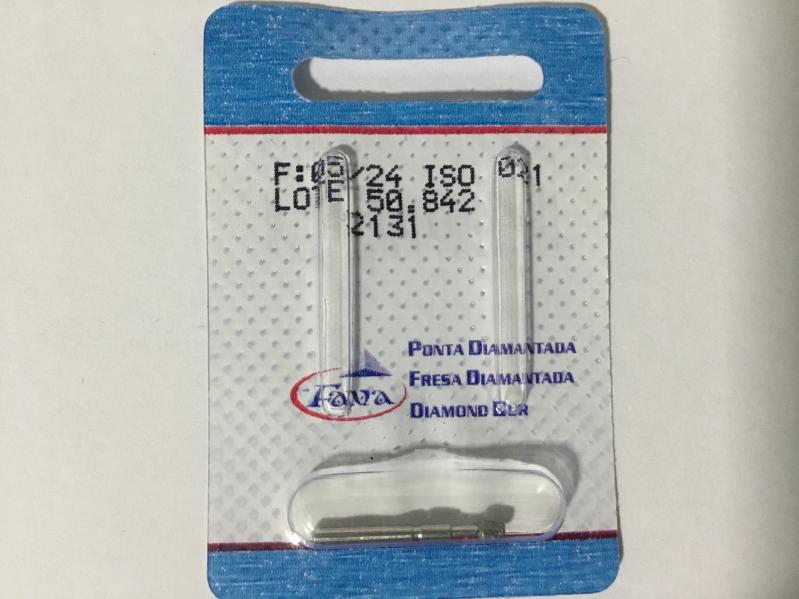 F:05/24 ISO 021
LOTE 50.842
2131
PONTA DIAMANTADA
FRESA DIAMANTADA
DIAMOND BUR
Fava